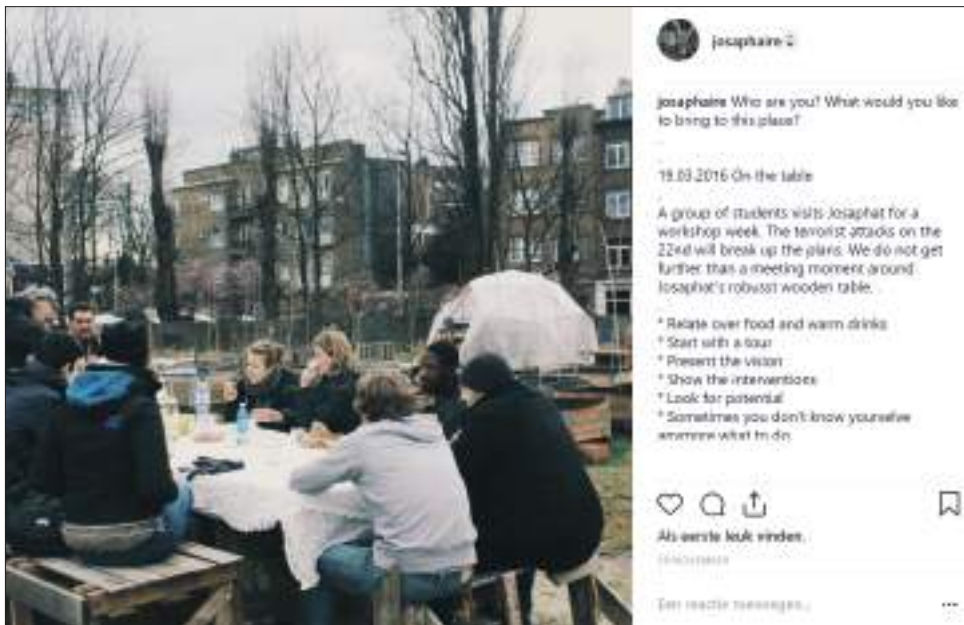 josaphaire
josaphaire Who are you? What would you like
to bring to this place?
.
.
19.03.2016 On the table
A group of students visits Josaphat for a
workshop week. The terrorist attacks on the
22nd will break up the plans. We do not get
further than a meeting moment around
Josaphat's robusst wooden table.
* Relate over food and warm drinks
* Start with a tour
* Present the vision
* Show the interventions
* Look for potential
* Sometimes you don't know yourselve
anymore what to do
Als eerste leuk vinden.
Een reactie toevoegen...